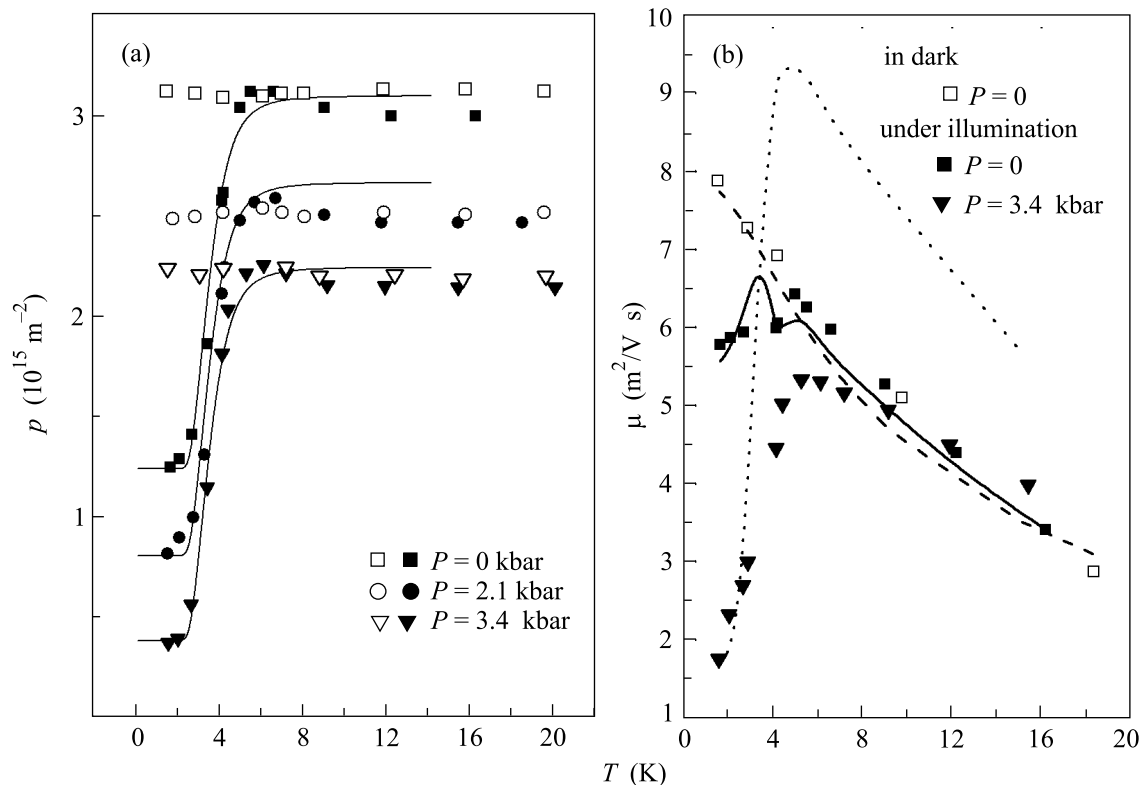 (a)
3
2
1
p (10^15 m^−2)
P = 0 kbar
P = 2.1 kbar
P = 3.4 kbar
0 4 8 12 16 20
(b)
10
9
8
7
6
5
4
3
2
1
μ (m^2/V s)
in dark
P = 0
under illumination
P = 0
P = 3.4 kbar
0 4 8 12 16 20
T (K)